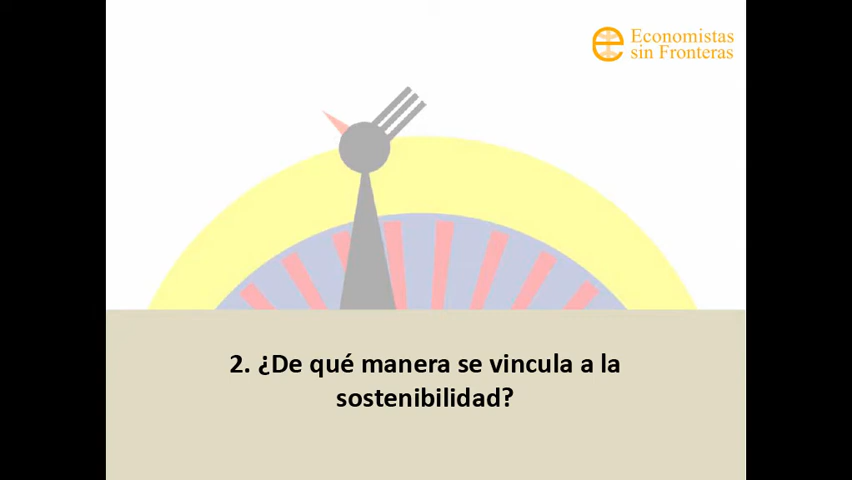 Economistas
sin Fronteras
2. ¿De qué manera se vincula a la
sostenibilidad?